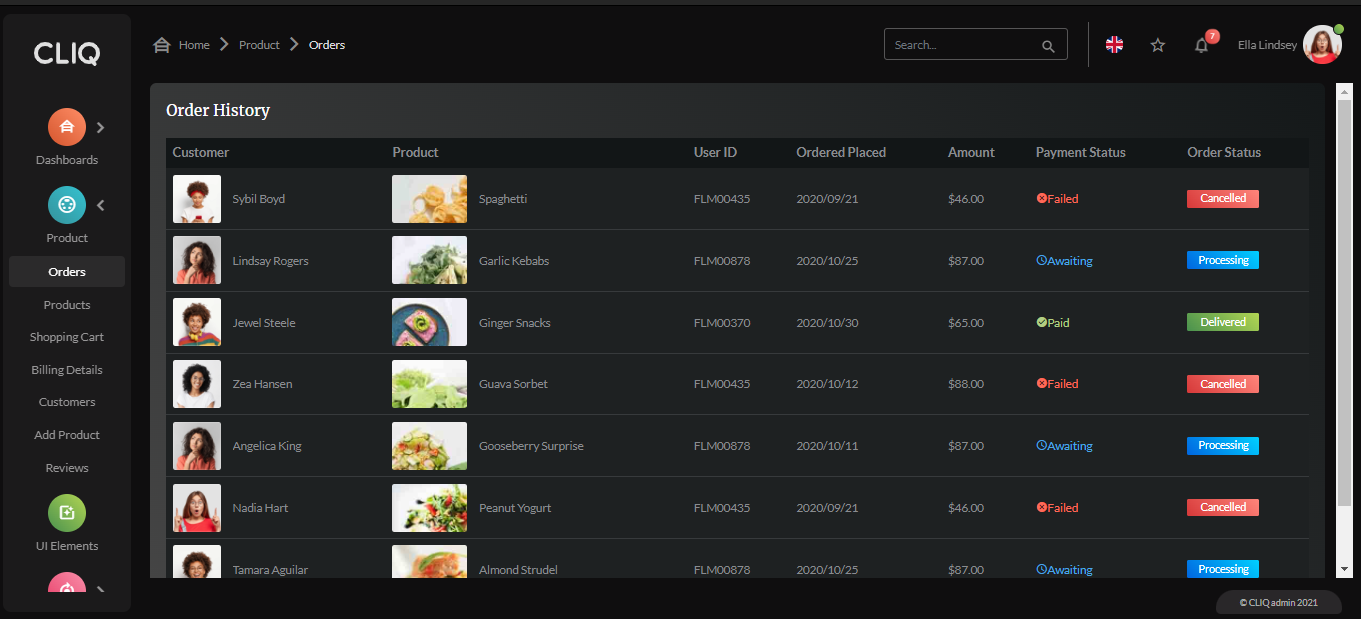 CLIQ
Dashboards
Product
Orders
Products
Shopping Cart
Billing Details
Customers
Add Product
Reviews
UI Elements
Home Product Orders
Search...
7
Ella Lindsey
Order History
Customer Product User ID Ordered Placed Amount Payment Status Order Status
Sybil Boyd Spaghetti FLM00435 2020/09/21 $46.00 Failed Cancelled
Lindsay Rogers Garlic Kebabs FLM00878 2020/10/25 $87.00 Awaiting Processing
Jewel Steele Ginger Snacks FLM00370 2020/10/30 $65.00 Paid Delivered
Zea Hansen Guava Sorbet FLM00435 2020/10/12 $88.00 Failed Cancelled
Angelica King Gooseberry Surprise FLM00878 2020/10/11 $87.00 Awaiting Processing
Nadia Hart Peanut Yogurt FLM00435 2020/09/21 $46.00 Failed Cancelled
Tamara Aguilar Almond Strudel FLM00878 2020/10/25 $87.00 Awaiting Processing
© CLIQ admin 2021